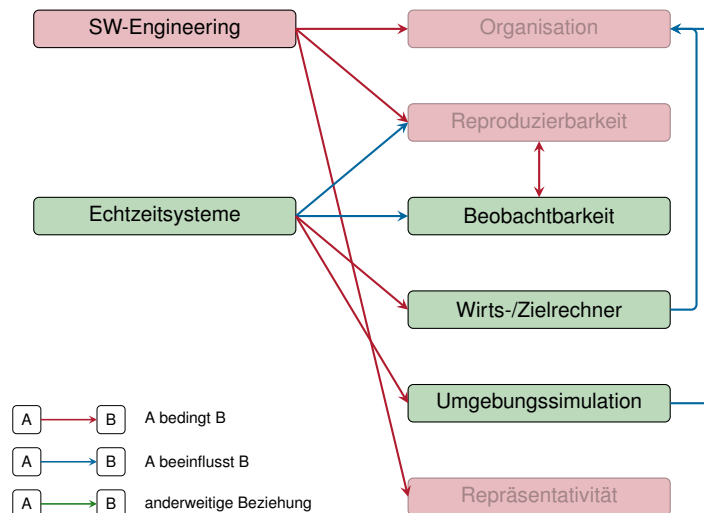 SW-Engineering
Organisation
Reproduzierbarkeit
Echtzeitsysteme
Beobachtbarkeit
Wirts-/Zielrechner
Umgebungssimulation
A B A bedingt B
A B A beeinflusst B
Repräsentativität
A B anderweitige Beziehung